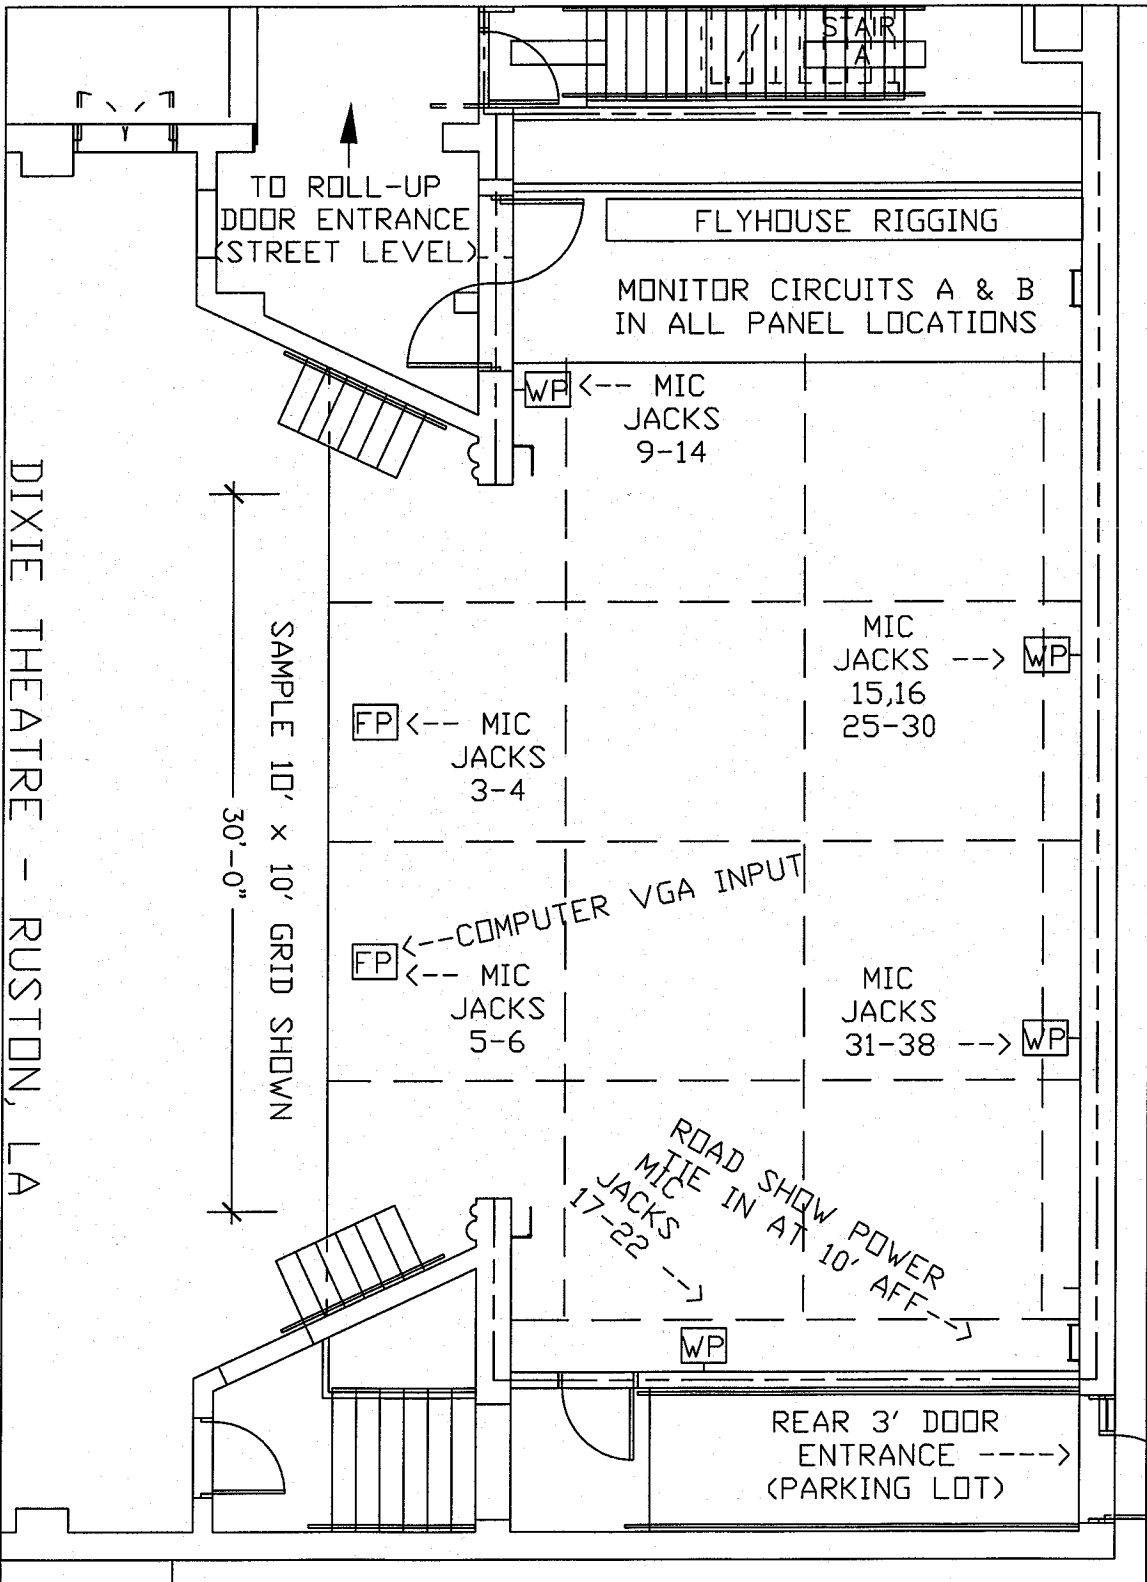 STAIR
A
TO ROLL-UP
DOOR ENTRANCE
(STREET LEVEL)
FLYHOUSE RIGGING
MONITOR CIRCUITS A & B
IN ALL PANEL LOCATIONS
WP <-- MIC
JACKS
9-14
MIC
JACKS --> WP
15,16
25-30
FP <-- MIC
JACKS
3-4
<--COMPUTER VGA INPUT
FP
<-- MIC
JACKS
5-6
MIC
JACKS
31-38 --> WP
ROAD SHOW POWER
TIE IN AT 10' AFF-->
MIC
JACKS
17-22 -->
WP
REAR 3' DOOR
ENTRANCE ---->
(PARKING LOT)
SAMPLE 10' x 10' GRID SHOWN
30'-0"
DIXIE THEATRE - RUSTON, LA